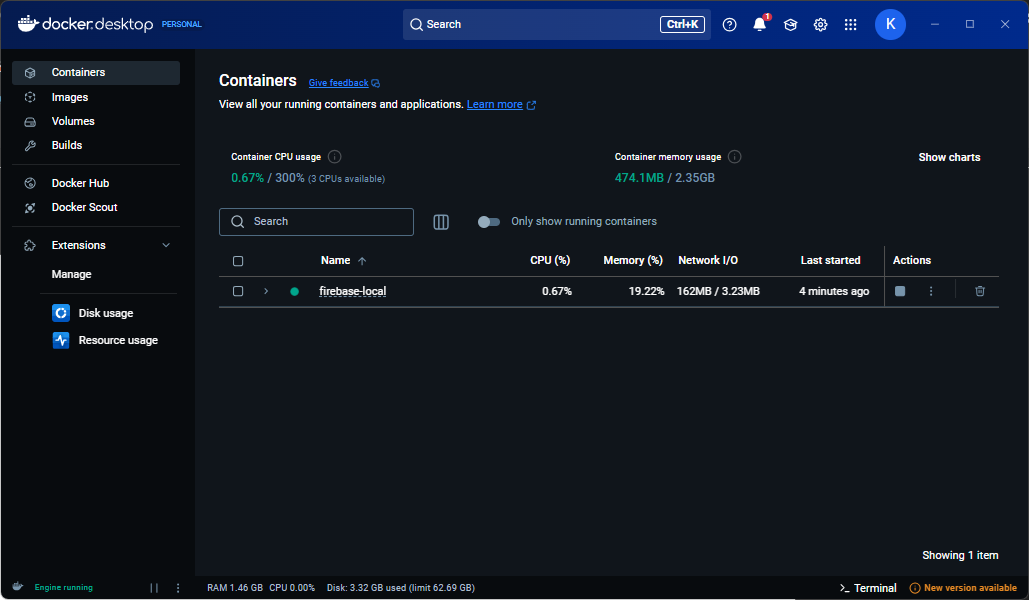 docker.desktop PERSONAL
Search Ctrl+K
1
K
Containers
Images
Volumes
Builds
Docker Hub
Docker Scout
Extensions
Manage
Disk usage
Resource usage
Containers Give feedback
View all your running containers and applications. Learn more
Container CPU usage
0.67% / 300% (3 CPUs available)
Container memory usage
474.1MB / 2.35GB
Show charts
Search
Only show running containers
Name CPU (%) Memory (%) Network I/O Last started Actions
firebase-local 0.67% 19.22% 162MB / 3.23MB 4 minutes ago
Showing 1 item
Engine running
RAM 1.46 GB CPU 0.00% Disk: 3.32 GB used (limit 62.69 GB)
>_ Terminal
New version available